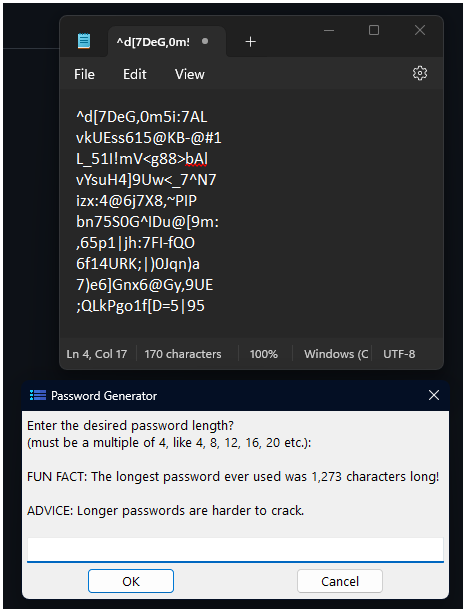 ^d[7DeG,0m!
File Edit View
^d[7DeG,0m5i:7AL
vkUEss615@KB-@#1
L_51I!mV<g88>bAl
vYsuH4]9Uw<_7^N7
izx:4@6j7X8,~PIP
bn75S0G^IDu@[9m:
,65p1|jh:7FI-fQO
6f14URK;|)0Jqn)a
7)e6]Gnx6@Gy,9UE
;QLkPgo1f[D=5|95
Ln 4, Col 17 170 characters 100% Windows (C UTF-8
Password Generator
Enter the desired password length?
(must be a multiple of 4, like 4, 8, 12, 16, 20 etc.):
FUN FACT: The longest password ever used was 1,273 characters long!
ADVICE: Longer passwords are harder to crack.
OK Cancel